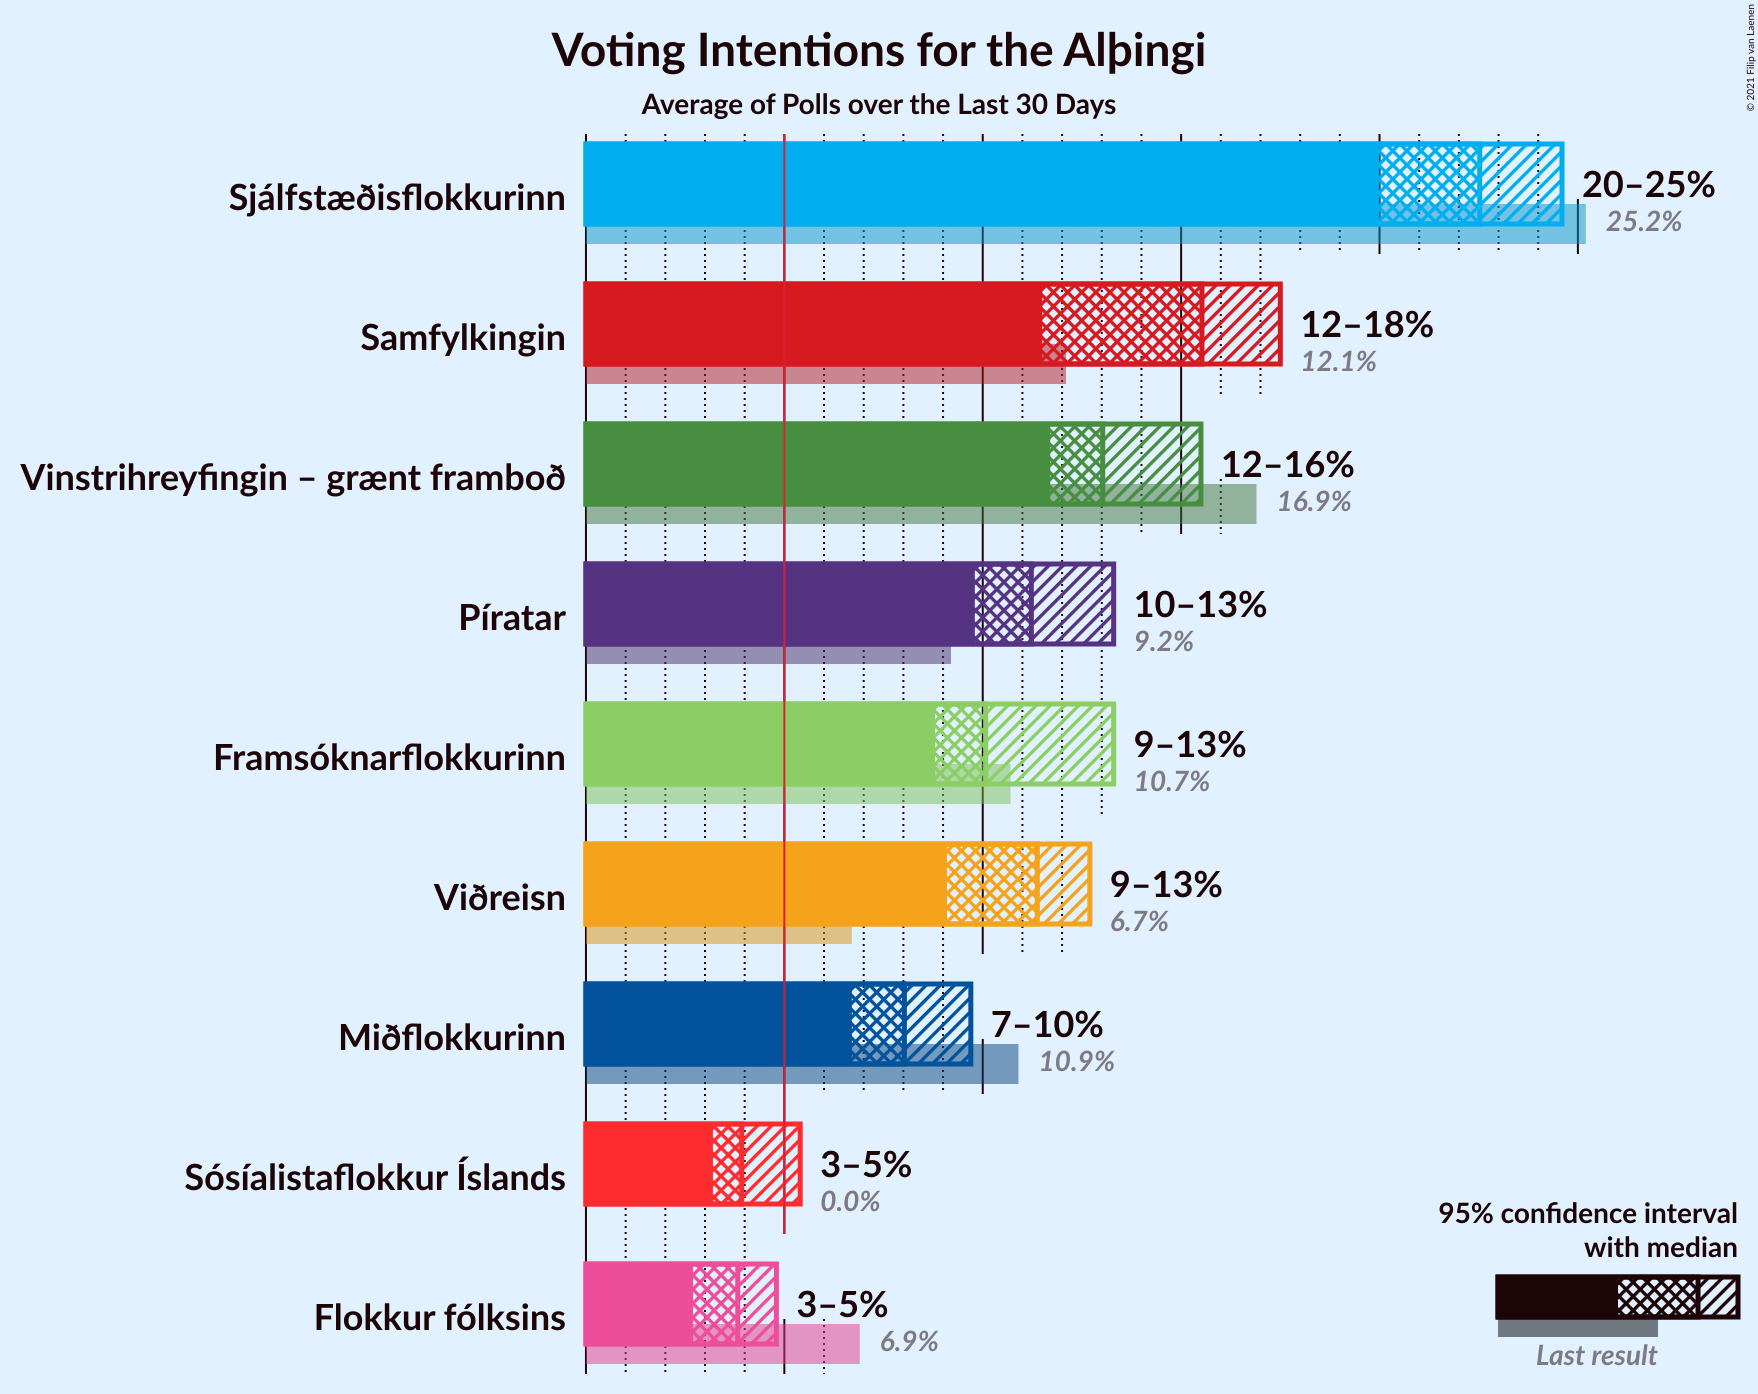 Voting Intentions for the Alþingi
Average of Polls over the Last 30 Days
© 2021 Filip van Laenen
Sjálfstæðisflokkurinn
20–25%
25.2%
Samfylkingin
12–18%
12.1%
Vinstrihreyfingin – grænt framboð
12–16%
16.9%
Píratar
10–13%
9.2%
Framsóknarflokkurinn
9–13%
10.7%
Viðreisn
9–13%
6.7%
Miðflokkurinn
7–10%
10.9%
Sósíalistaflokkur Íslands
3–5%
0.0%
Flokkur fólksins
3–5%
6.9%
95% confidence interval
with median
Last result